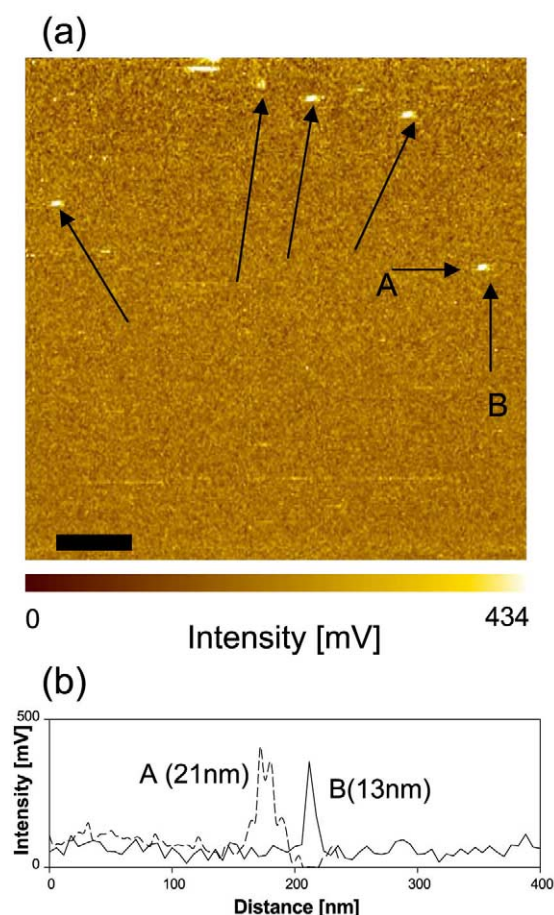 (a)
A
B
0
434
Intensity [mV]
(b)
500
Intensity [mV]
A (21nm)
B(13nm)
0
0
100
200
300
400
Distance [nm]